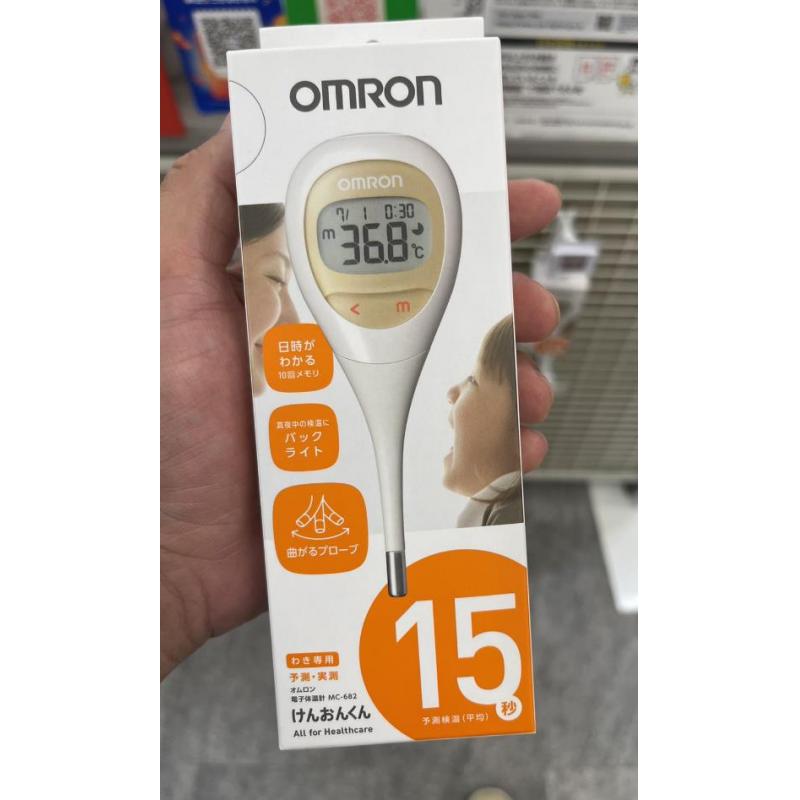 OMRON
OMRON
7/ 1 0:30
m 36.8 ℃
< m
日時が
わかる
10回メモリ
真夜中の検温に
バック
ライト
曲がるプローブ
わき専用
予測・実測
オムロン
電子体温計 MC-682
けんおんくん
All for Healthcare
15秒
予測検温(平均)